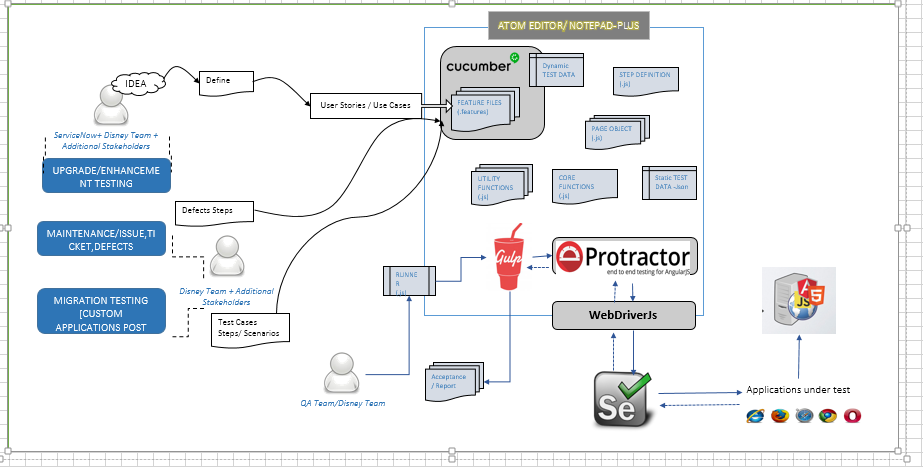 ATOM EDITOR/ NOTEPAD-PLUS
IDEA
Define
User Stories / Use Cases
cucumber
FEATURE FILES
(.features)
Dynamic
TEST DATA
STEP DEFINITION
(.js)
PAGE OBJECT
(.js)
UTILITY
FUNCTIONS
(.js)
CORE
FUNCTIONS
(.js)
Static TEST
DATA -Json
ServiceNow+ Disney Team +
Additional Stakeholders
UPGRADE/ENHANCEME
NT TESTING
Defects Steps
MAINTENANCE/ISSUE,TI
CKET,DEFECTS
Disney Team + Additional
Stakeholders
MIGRATION TESTING
[CUSTOM
APPLICATIONS POST
Test Cases
Steps/ Scenarios
RUNNE
R
(.js)
Gulp
Protractor
end to end testing for AngularJS
WebDriverJs
JS
A
5
QA Team/Disney Team
Acceptance
/ Report
Se
Applications under test